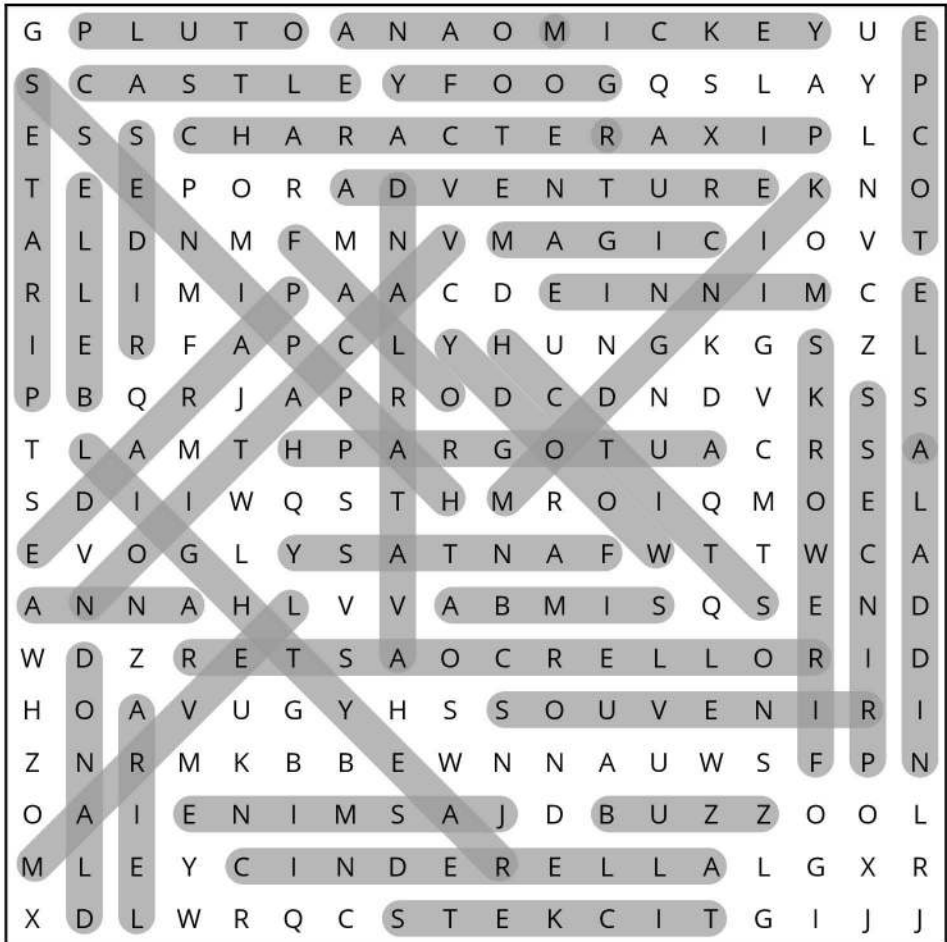 G P L U T O A N A O M I C K E Y U E
S C A S T L E Y F O O G Q S L A Y P
E S S C H A R A C T E R A X I P L C
T E E P O R A D V E N T U R E K N O
A L D N M F M N V M A G I C I O V T
R L I M I P A A C D E I N N I M C E
I E R F A P C L Y H U N G K G S Z L
P B Q R J A P R O D C D N D V K S S
T L A M T H P A R G O T U A C R S A
S D I I W Q S T H M R O I Q M O E L
E V O G L Y S A T N A F W T T W C A
A N N A H L V V A B M I S Q S E N D
W D Z R E T S A O C R E L L O R I D
H O A V U G Y H S S O U V E N I R I
Z N R M K B B E W N N A U W S F P N
O A I E N I M S A J D B U Z Z O O L
M L E Y C I N D E R E L L A L G X R
X D L W R Q C S T E K C I T G I J J